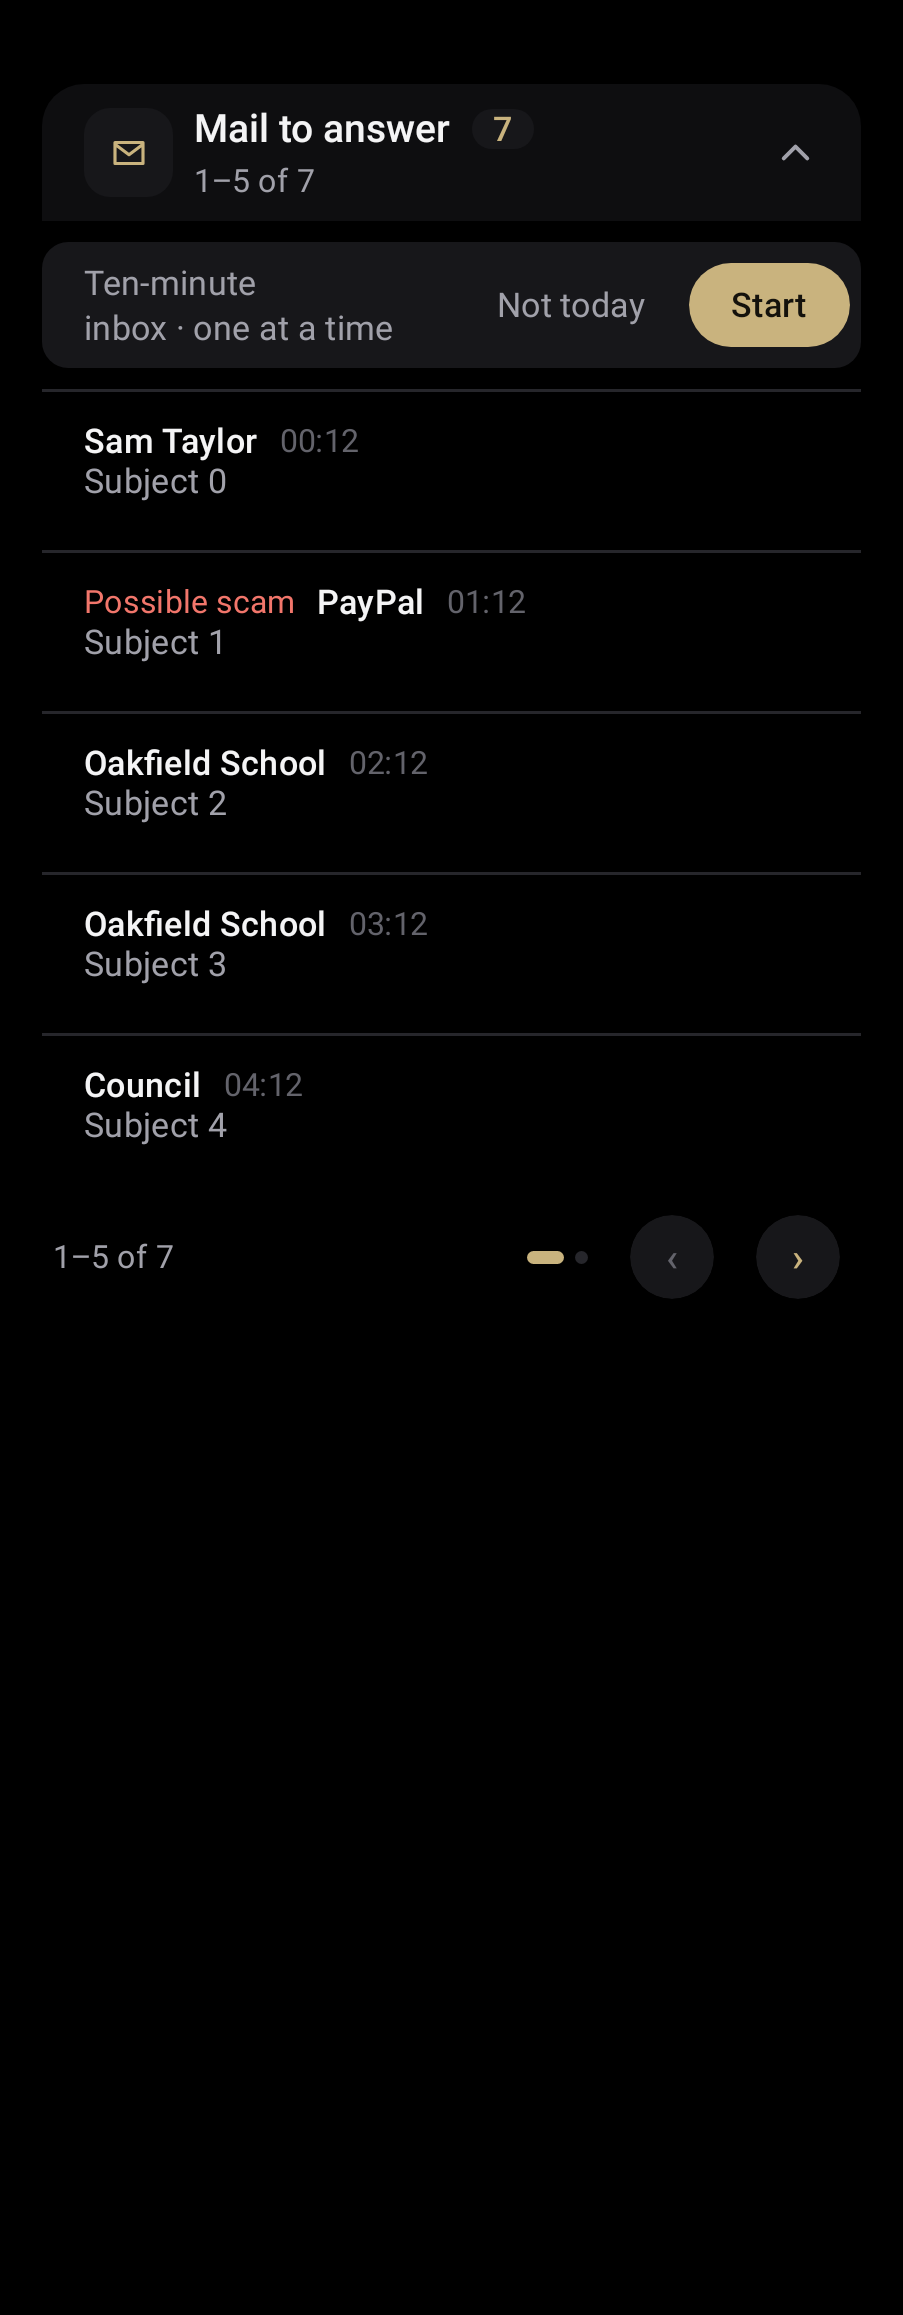 Mail to answer 7
1–5 of 7
Ten-minute
inbox · one at a time
Not today
Start
Sam Taylor 00:12
Subject 0
Possible scam PayPal 01:12
Subject 1
Oakfield School 02:12
Subject 2
Oakfield School 03:12
Subject 3
Council 04:12
Subject 4
1–5 of 7
‹ ›